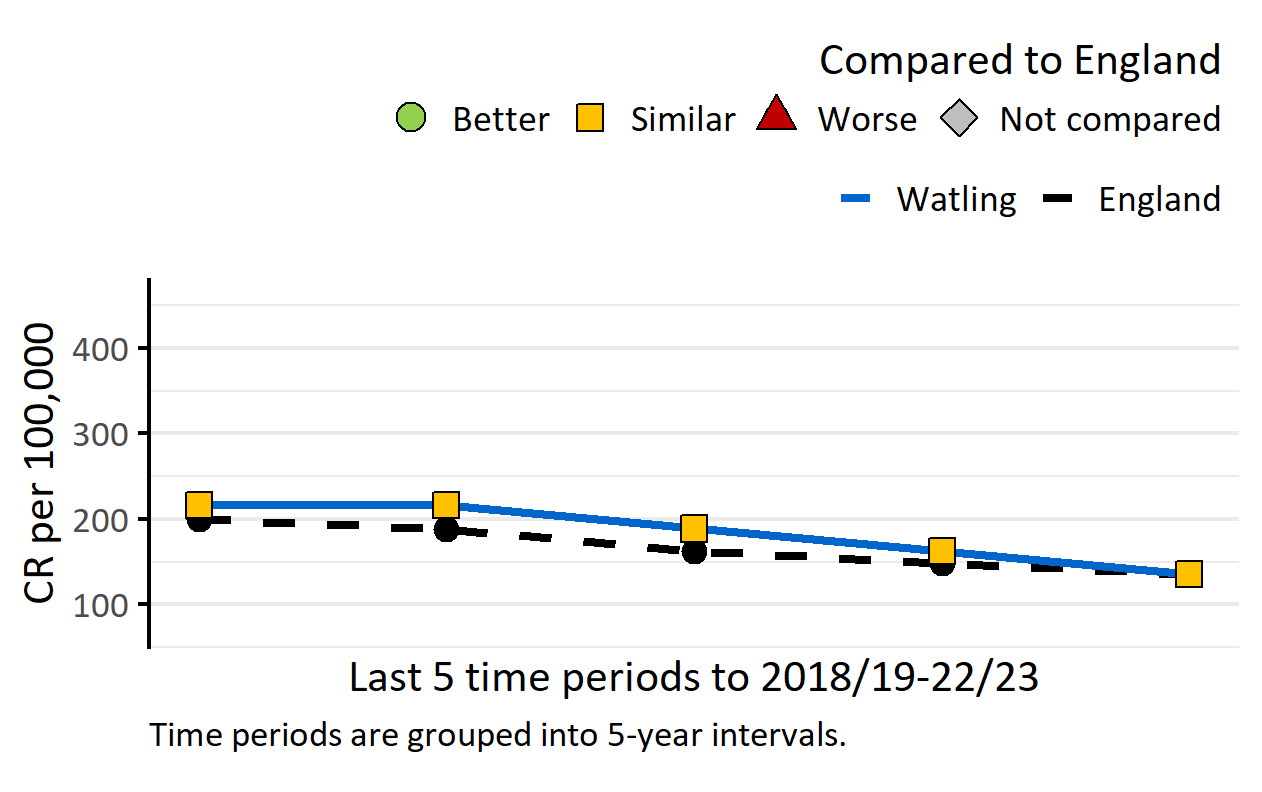 Compared to England
Better Similar Worse Not compared
Watling England
CR per 100,000
400
300
200
100
Last 5 time periods to 2018/19-22/23
Time periods are grouped into 5-year intervals.